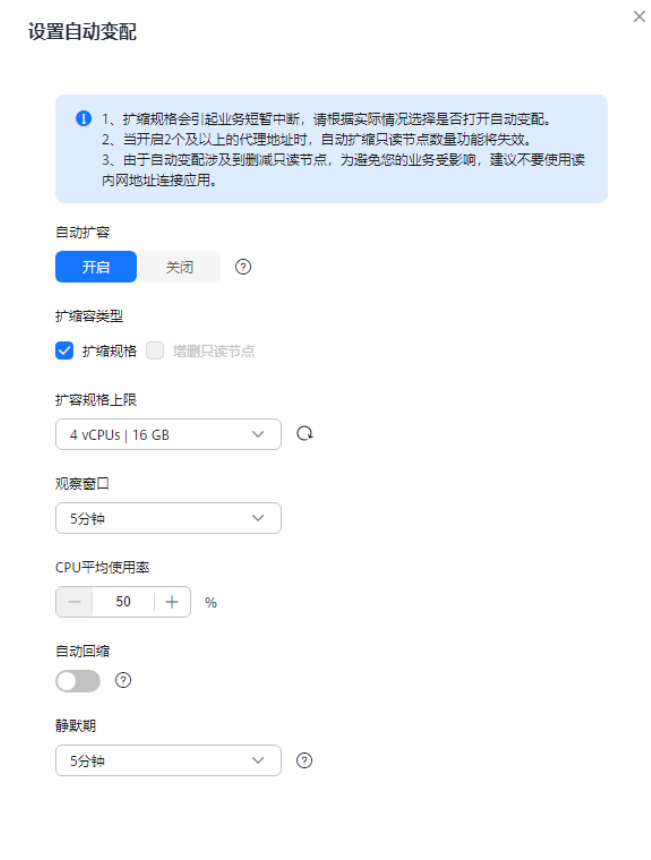 设置自动变配
1、扩缩规格会引起业务短暂中断，请根据实际情况选择是否打开自动变配。
2、当开启2个及以上的代理地址时，自动扩缩只读节点数量功能将失效。
3、由于自动变配涉及到删减只读节点，为避免您的业务受影响，建议不要使用读
内网地址连接应用。
自动扩容
开启 关闭
扩缩容类型
扩缩规格 增删只读节点
扩容规格上限
4 vCPUs | 16 GB
观察窗口
5分钟
CPU平均使用率
50 %
自动回缩
静默期
5分钟